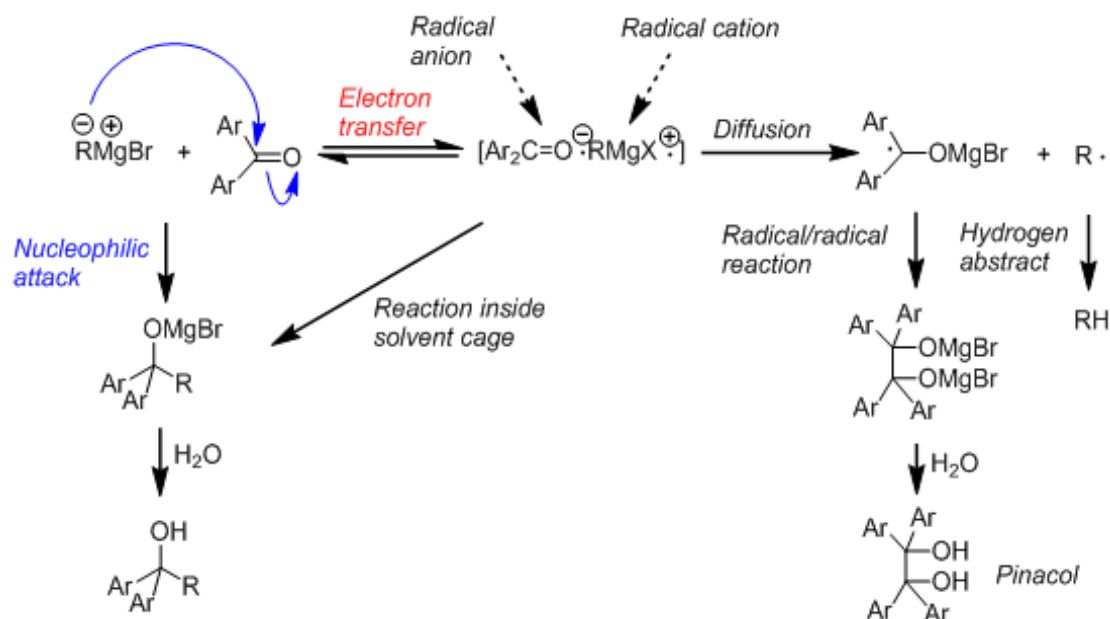 Radical
anion
Radical cation
Electron
transfer
Diffusion
⊖⊕
RMgBr
+
Ar
Ar
O
[Ar₂C=O⊖·RMgX⊕·]
Ar
Ar
·
OMgBr
+
R·
Nucleophilic
attack
Reaction inside
solvent cage
Radical/radical
reaction
Hydrogen
abstract
OMgBr
Ar
Ar
R
RH
Ar
Ar
OMgBr
OMgBr
Ar
Ar
H₂O
H₂O
OH
Ar
Ar
R
Ar
Ar
OH
OH
Ar
Ar
Pinacol